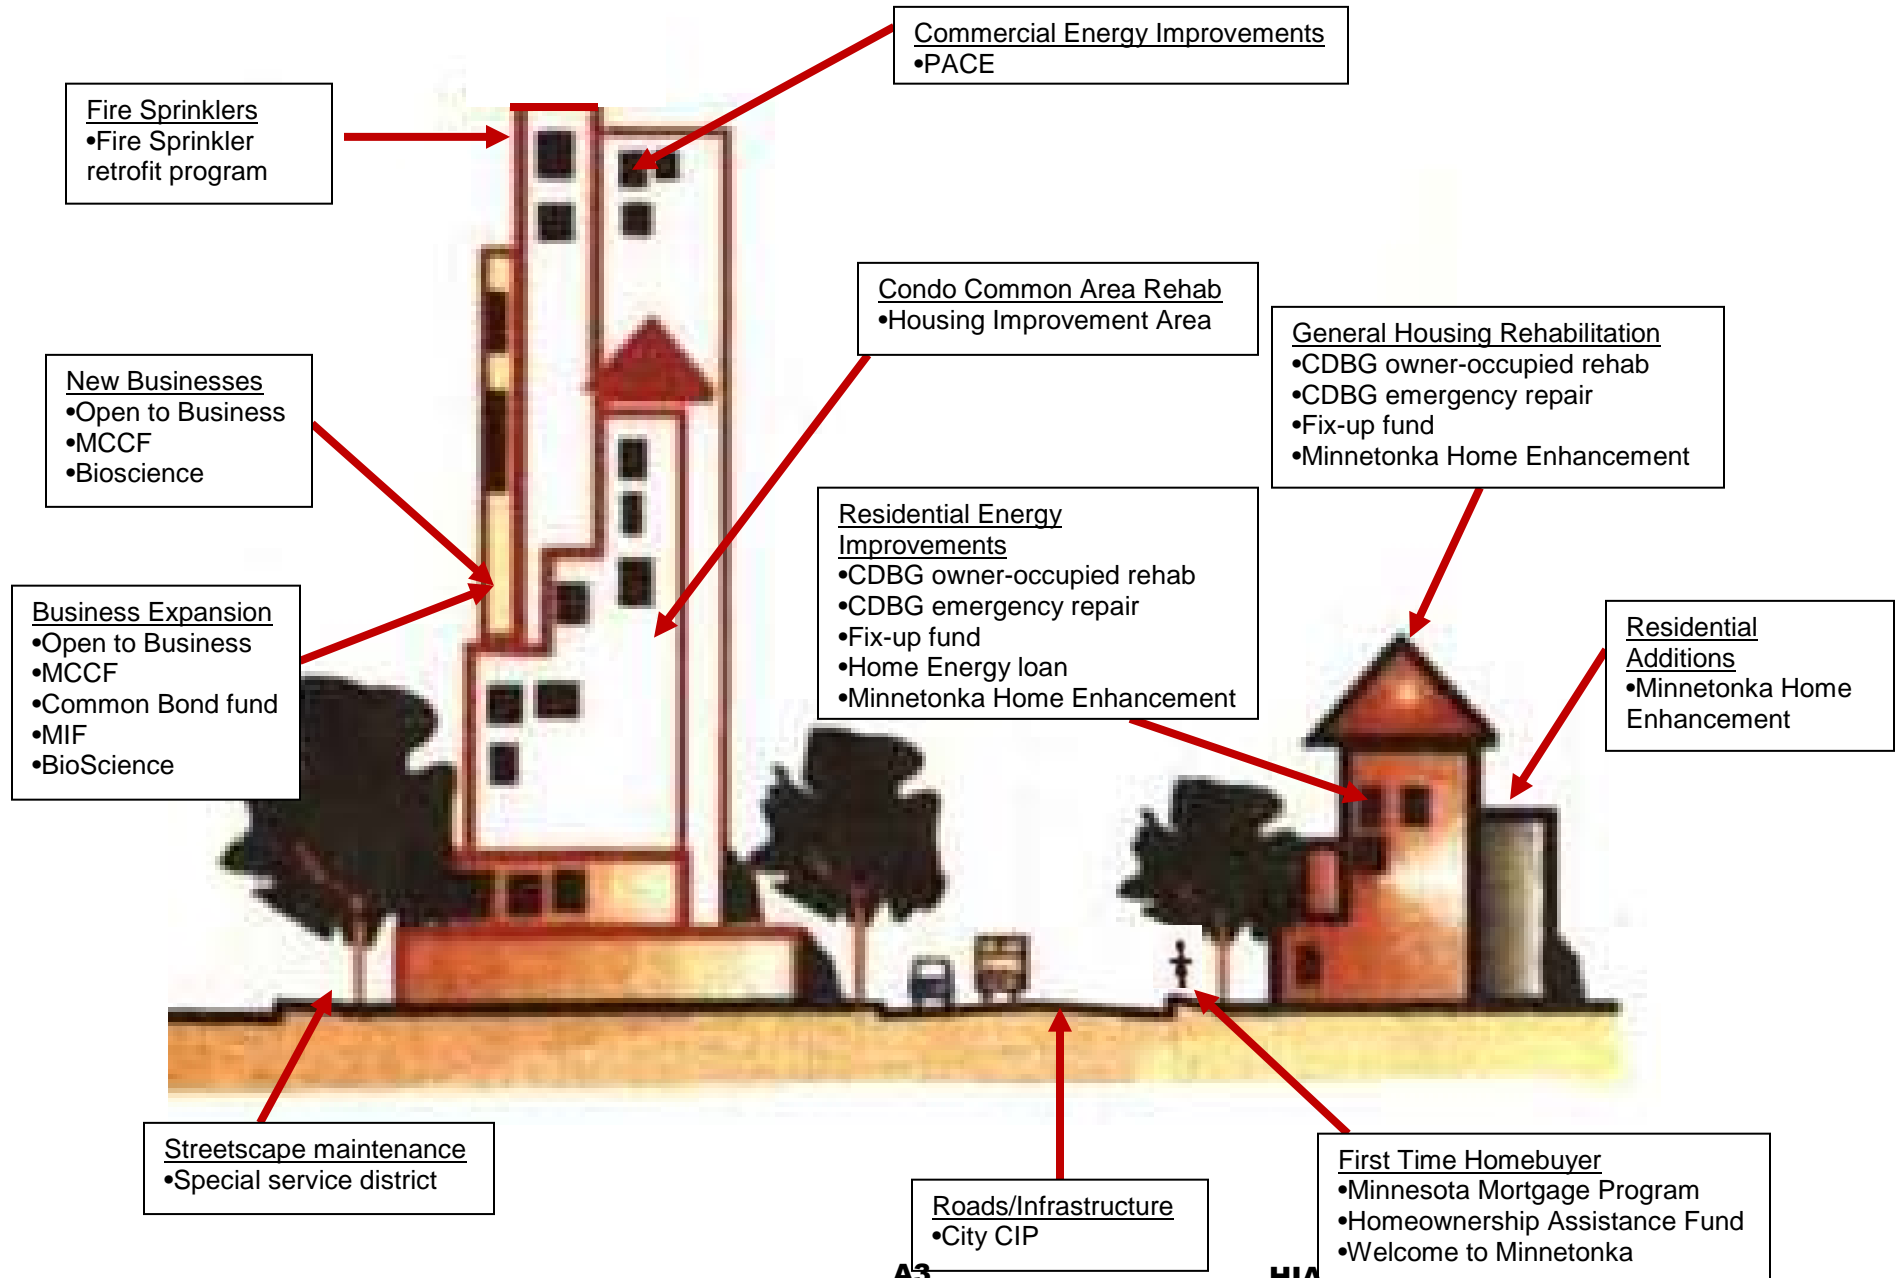 Commercial Energy Improvements
•PACE
Fire Sprinklers
•Fire Sprinkler
retrofit program
Condo Common Area Rehab
•Housing Improvement Area
General Housing Rehabilitation
•CDBG owner-occupied rehab
•CDBG emergency repair
•Fix-up fund
•Minnetonka Home Enhancement
New Businesses
•Open to Business
•MCCF
•Bioscience
Residential Energy
Improvements
•CDBG owner-occupied rehab
•CDBG emergency repair
•Fix-up fund
•Home Energy loan
•Minnetonka Home Enhancement
Business Expansion
•Open to Business
•MCCF
•Common Bond fund
•MIF
•BioScience
Residential
Additions
•Minnetonka Home
Enhancement
Streetscape maintenance
•Special service district
Roads/Infrastructure
•City CIP
First Time Homebuyer
•Minnesota Mortgage Program
•Homeownership Assistance Fund
•Welcome to Minnetonka
A3